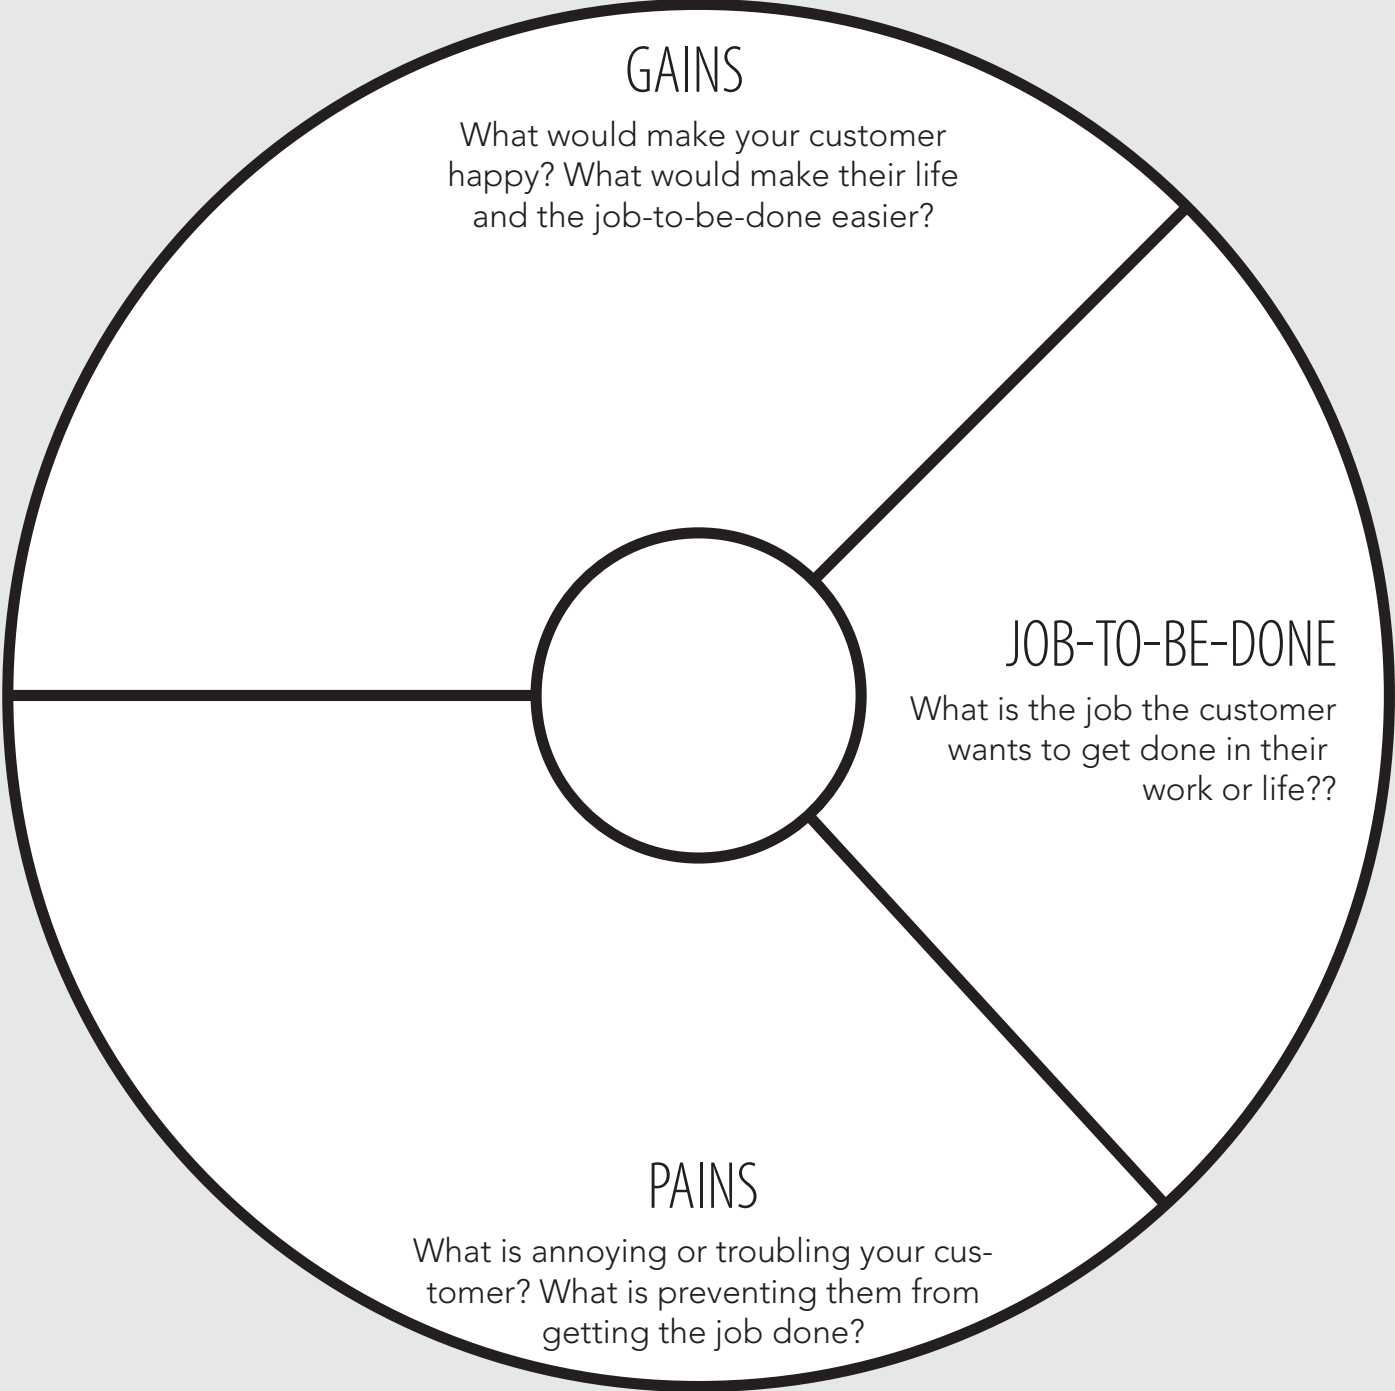 GAINS
What would make your customer
happy? What would make their life
and the job-to-be-done easier?
JOB-TO-BE-DONE
What is the job the customer
wants to get done in their
work or life??
PAINS
What is annoying or troubling your cus-
tomer? What is preventing them from
getting the job done?